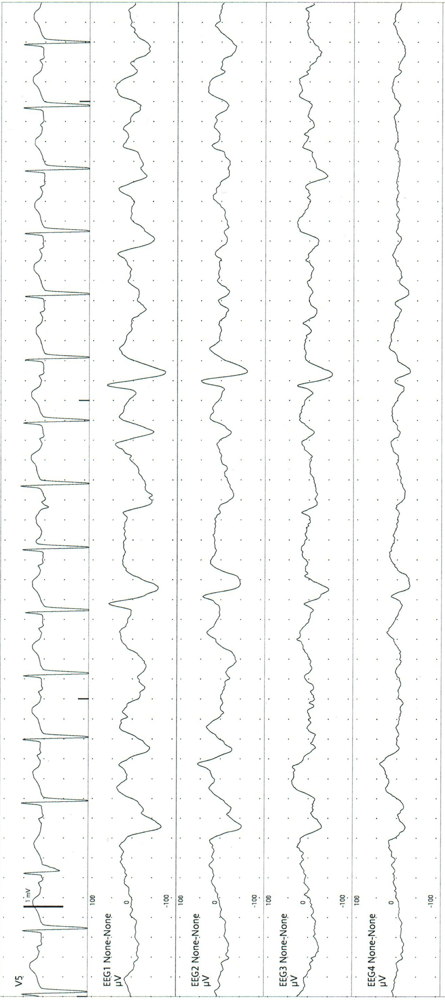 V5
1 mV
EEG1 None-None
µV
100
0
-100
EEG2 None-None
µV
100
0
-100
EEG3 None-None
µV
100
0
-100
EEG4 None-None
µV
100
0
-100